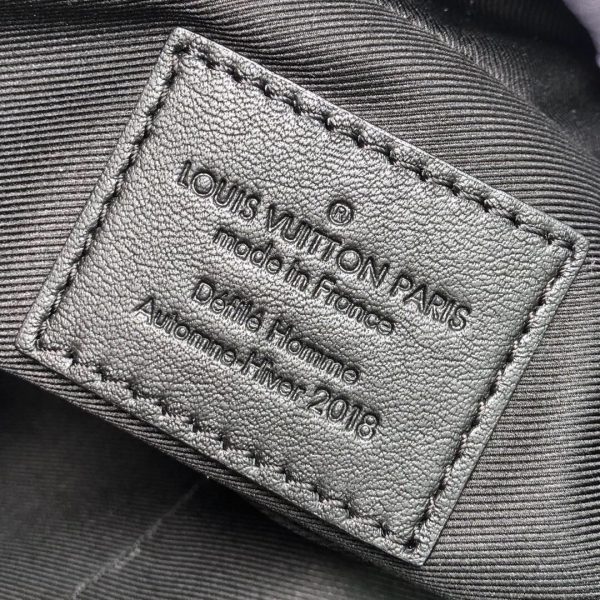 ®
LOUIS VUITTON PARIS
made in France
Défilé Homme
Automne-Hiver 2018